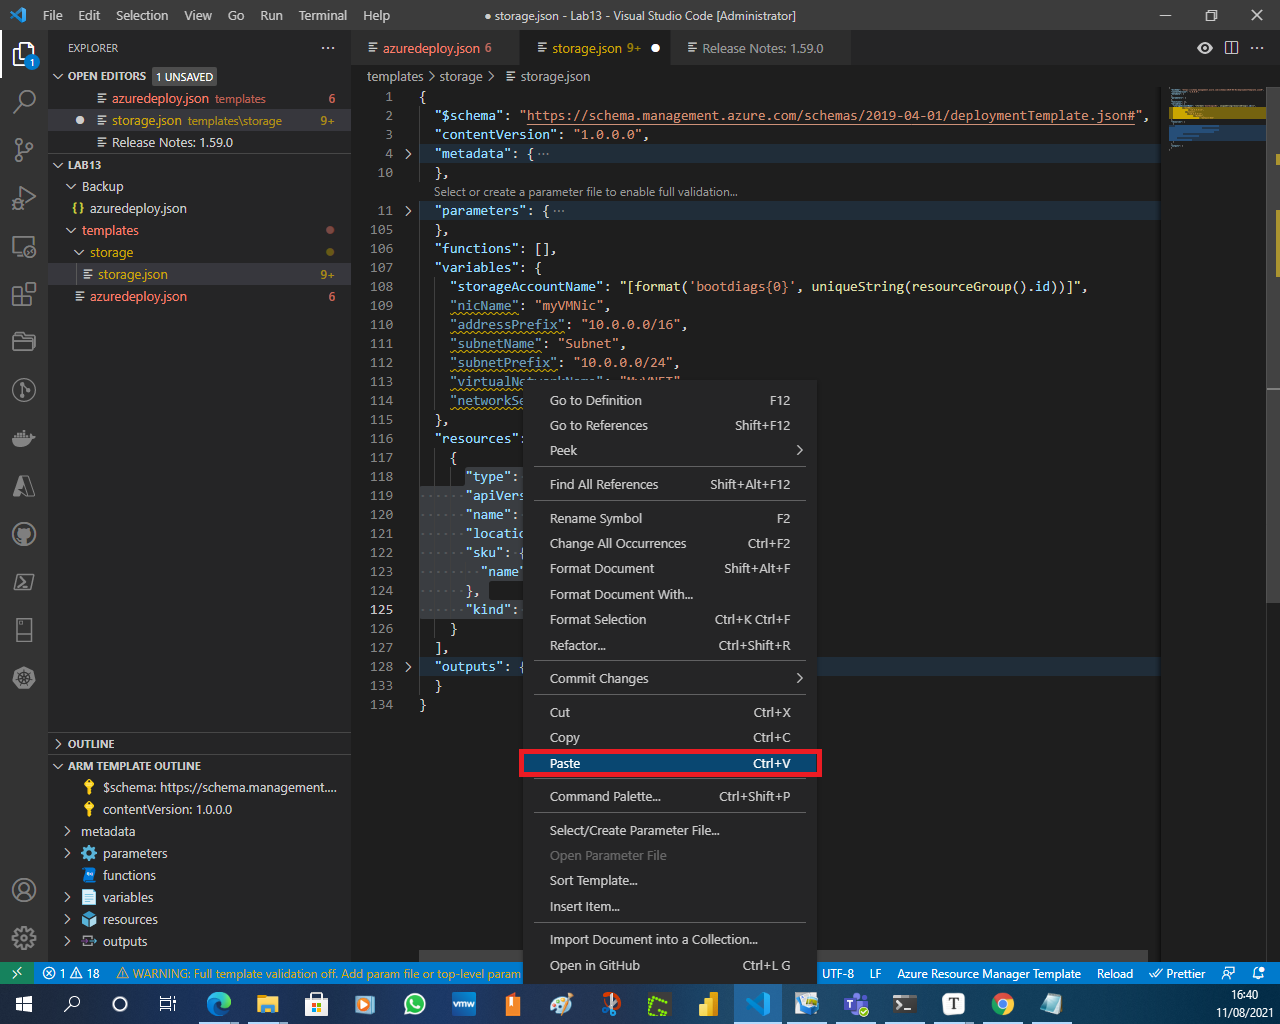 File Edit Selection View Go Run Terminal Help ● storage.json - Lab13 - Visual Studio Code [Administrator]
EXPLORER
OPEN EDITORS 1 UNSAVED
azuredeploy.json templates 6
storage.json templates\storage 9+
Release Notes: 1.59.0
LAB13
Backup
azuredeploy.json
templates
storage
storage.json 9+
azuredeploy.json 6
OUTLINE
ARM TEMPLATE OUTLINE
$schema: https://schema.management....
contentVersion: 1.0.0.0
metadata
parameters
functions
variables
resources
outputs
azuredeploy.json 6 storage.json 9+ Release Notes: 1.59.0
templates > storage > storage.json
1 {
2 "$schema": "https://schema.management.azure.com/schemas/2019-04-01/deploymentTemplate.json#",
3 "contentVersion": "1.0.0.0",
4 "metadata": { ...
10 },
Select or create a parameter file to enable full validation...
11 "parameters": { ...
105 },
106 "functions": [],
107 "variables": {
108 "storageAccountName": "[format('bootdiags{0}', uniqueString(resourceGroup().id))]",
109 "nicName": "myVMNic",
110 "addressPrefix": "10.0.0.0/16",
111 "subnetName": "Subnet",
112 "subnetPrefix": "10.0.0.0/24",
113 "virtualNetworkName": "MyVNET"
114 "networkSe
115 },
116 "resources":
117 {
118 "type":
119 "apiVers
120 "name":
121 "locatio
122 "sku": {
123 "name"
124 },
125 "kind":
126 }
127 ],
128 "outputs": {
133 }
134 }
Go to Definition F12
Go to References Shift+F12
Peek
Find All References Shift+Alt+F12
Rename Symbol F2
Change All Occurrences Ctrl+F2
Format Document Shift+Alt+F
Format Document With...
Format Selection Ctrl+K Ctrl+F
Refactor... Ctrl+Shift+R
Commit Changes
Cut Ctrl+X
Copy Ctrl+C
Paste Ctrl+V
Command Palette... Ctrl+Shift+P
Select/Create Parameter File...
Open Parameter File
Sort Template...
Insert Item...
Import Document into a Collection...
Open in GitHub Ctrl+L G
1 18 WARNING: Full template validation off. Add param file or top-level param UTF-8 LF Azure Resource Manager Template Reload Prettier
1
vmw
T
16:40
11/08/2021